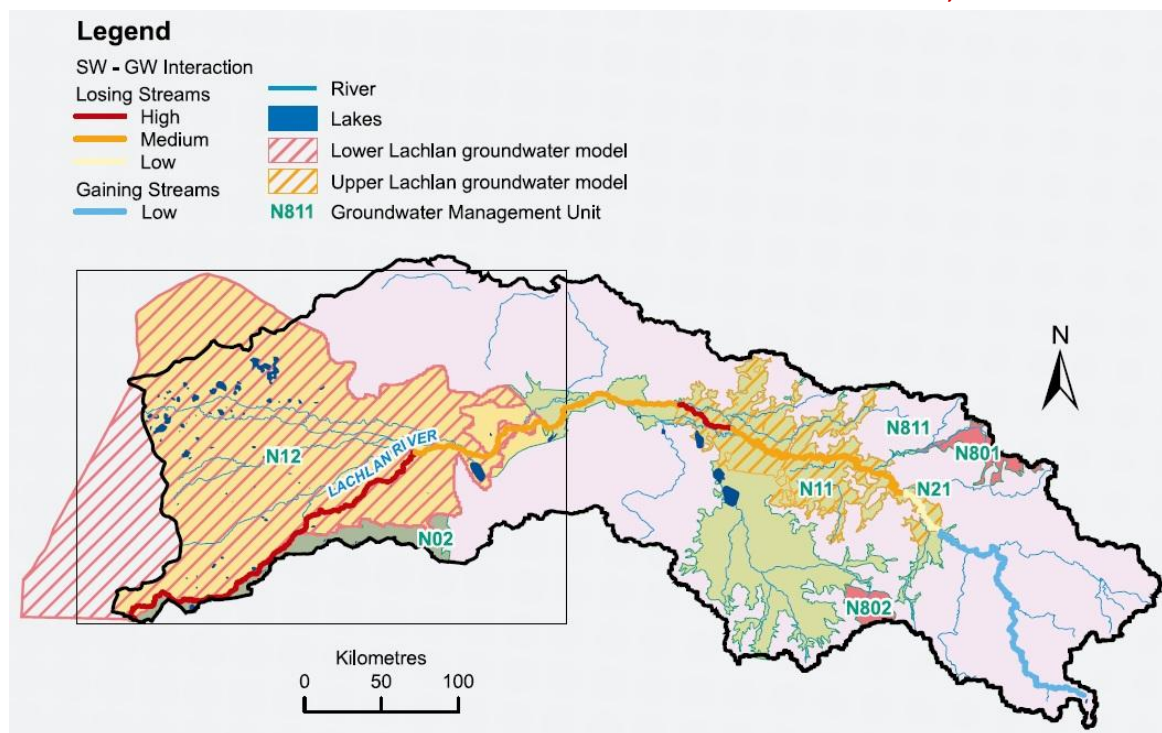 Legend
SW - GW Interaction
Losing Streams
High
Medium
Low
Gaining Streams
Low
River
Lakes
Lower Lachlan groundwater model
Upper Lachlan groundwater model
N811 Groundwater Management Unit
N
N811
N801
LACHLAN RIVER
N12
N11
N21
N02
N802
Kilometres
0 50 100